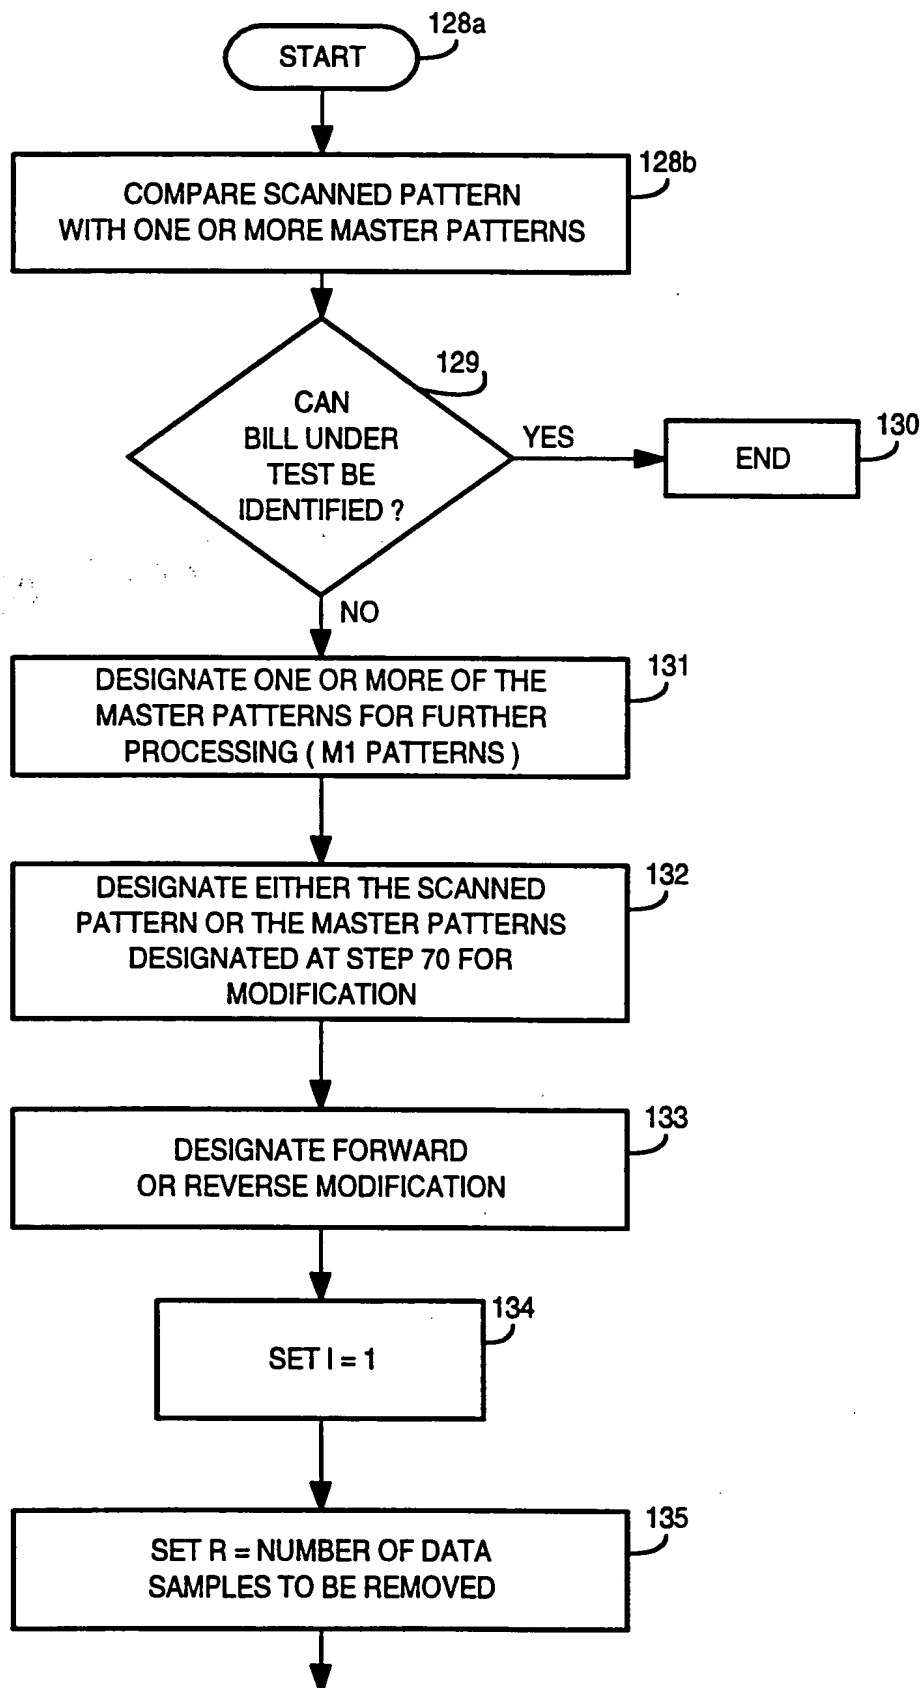 START
128a
COMPARE SCANNED PATTERN
WITH ONE OR MORE MASTER PATTERNS
128b
CAN
BILL UNDER
TEST BE
IDENTIFIED ?
129
YES
END
130
NO
DESIGNATE ONE OR MORE OF THE
MASTER PATTERNS FOR FURTHER
PROCESSING ( M1 PATTERNS )
131
DESIGNATE EITHER THE SCANNED
PATTERN OR THE MASTER PATTERNS
DESIGNATED AT STEP 70 FOR
MODIFICATION
132
DESIGNATE FORWARD
OR REVERSE MODIFICATION
133
SET I = 1
134
SET R = NUMBER OF DATA
SAMPLES TO BE REMOVED
135